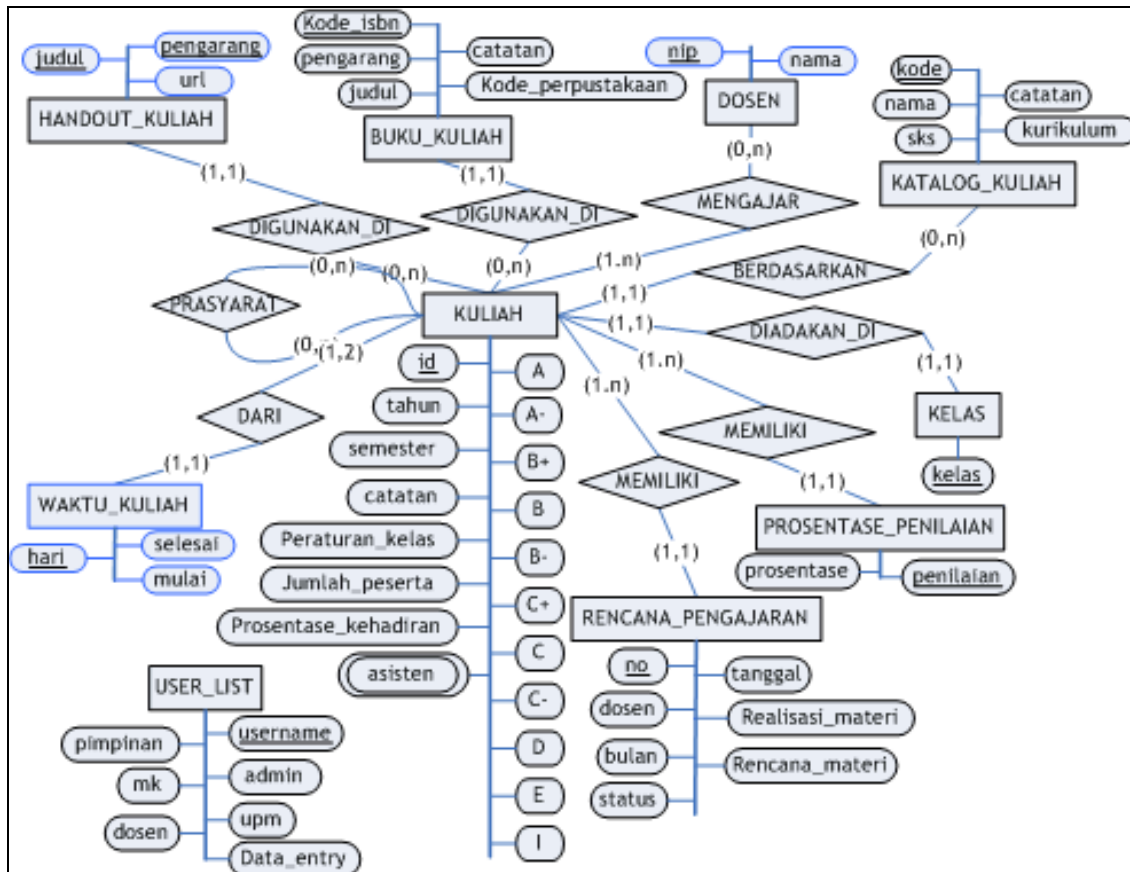 Kode_isbn
pengarang
judul
catatan
Kode_perpustakaan
BUKU_KULIAH
judul
pengarang
url
HANDOUT_KULIAH
nip
nama
DOSEN
kode
nama
sks
catatan
kurikulum
KATALOG_KULIAH
(1,1)
DIGUNAKAN_DI
(0,n)
(1,1)
DIGUNAKAN_DI
(0,n)
(0,n)
MENGAJAR
(1.n)
(0,n)
BERDASARKAN
(1,1)
(0,n)
PRASYARAT
(0,
KULIAH
(1,1)
DIADAKAN_DI
(1,1)
KELAS
kelas
(1,2)
DARI
(1,1)
WAKTU_KULIAH
hari
selesai
mulai
(1.n)
MEMILIKI
(1,1)
PROSENTASE_PENILAIAN
prosentase
penilaian
(1.n)
MEMILIKI
(1,1)
RENCANA_PENGAJARAN
no
dosen
bulan
status
tanggal
Realisasi_materi
Rencana_materi
id
tahun
semester
catatan
Peraturan_kelas
Jumlah_peserta
Prosentase_kehadiran
asisten
A
A-
B+
B
B-
C+
C
C-
D
E
I
USER_LIST
pimpinan
mk
dosen
username
admin
upm
Data_entry